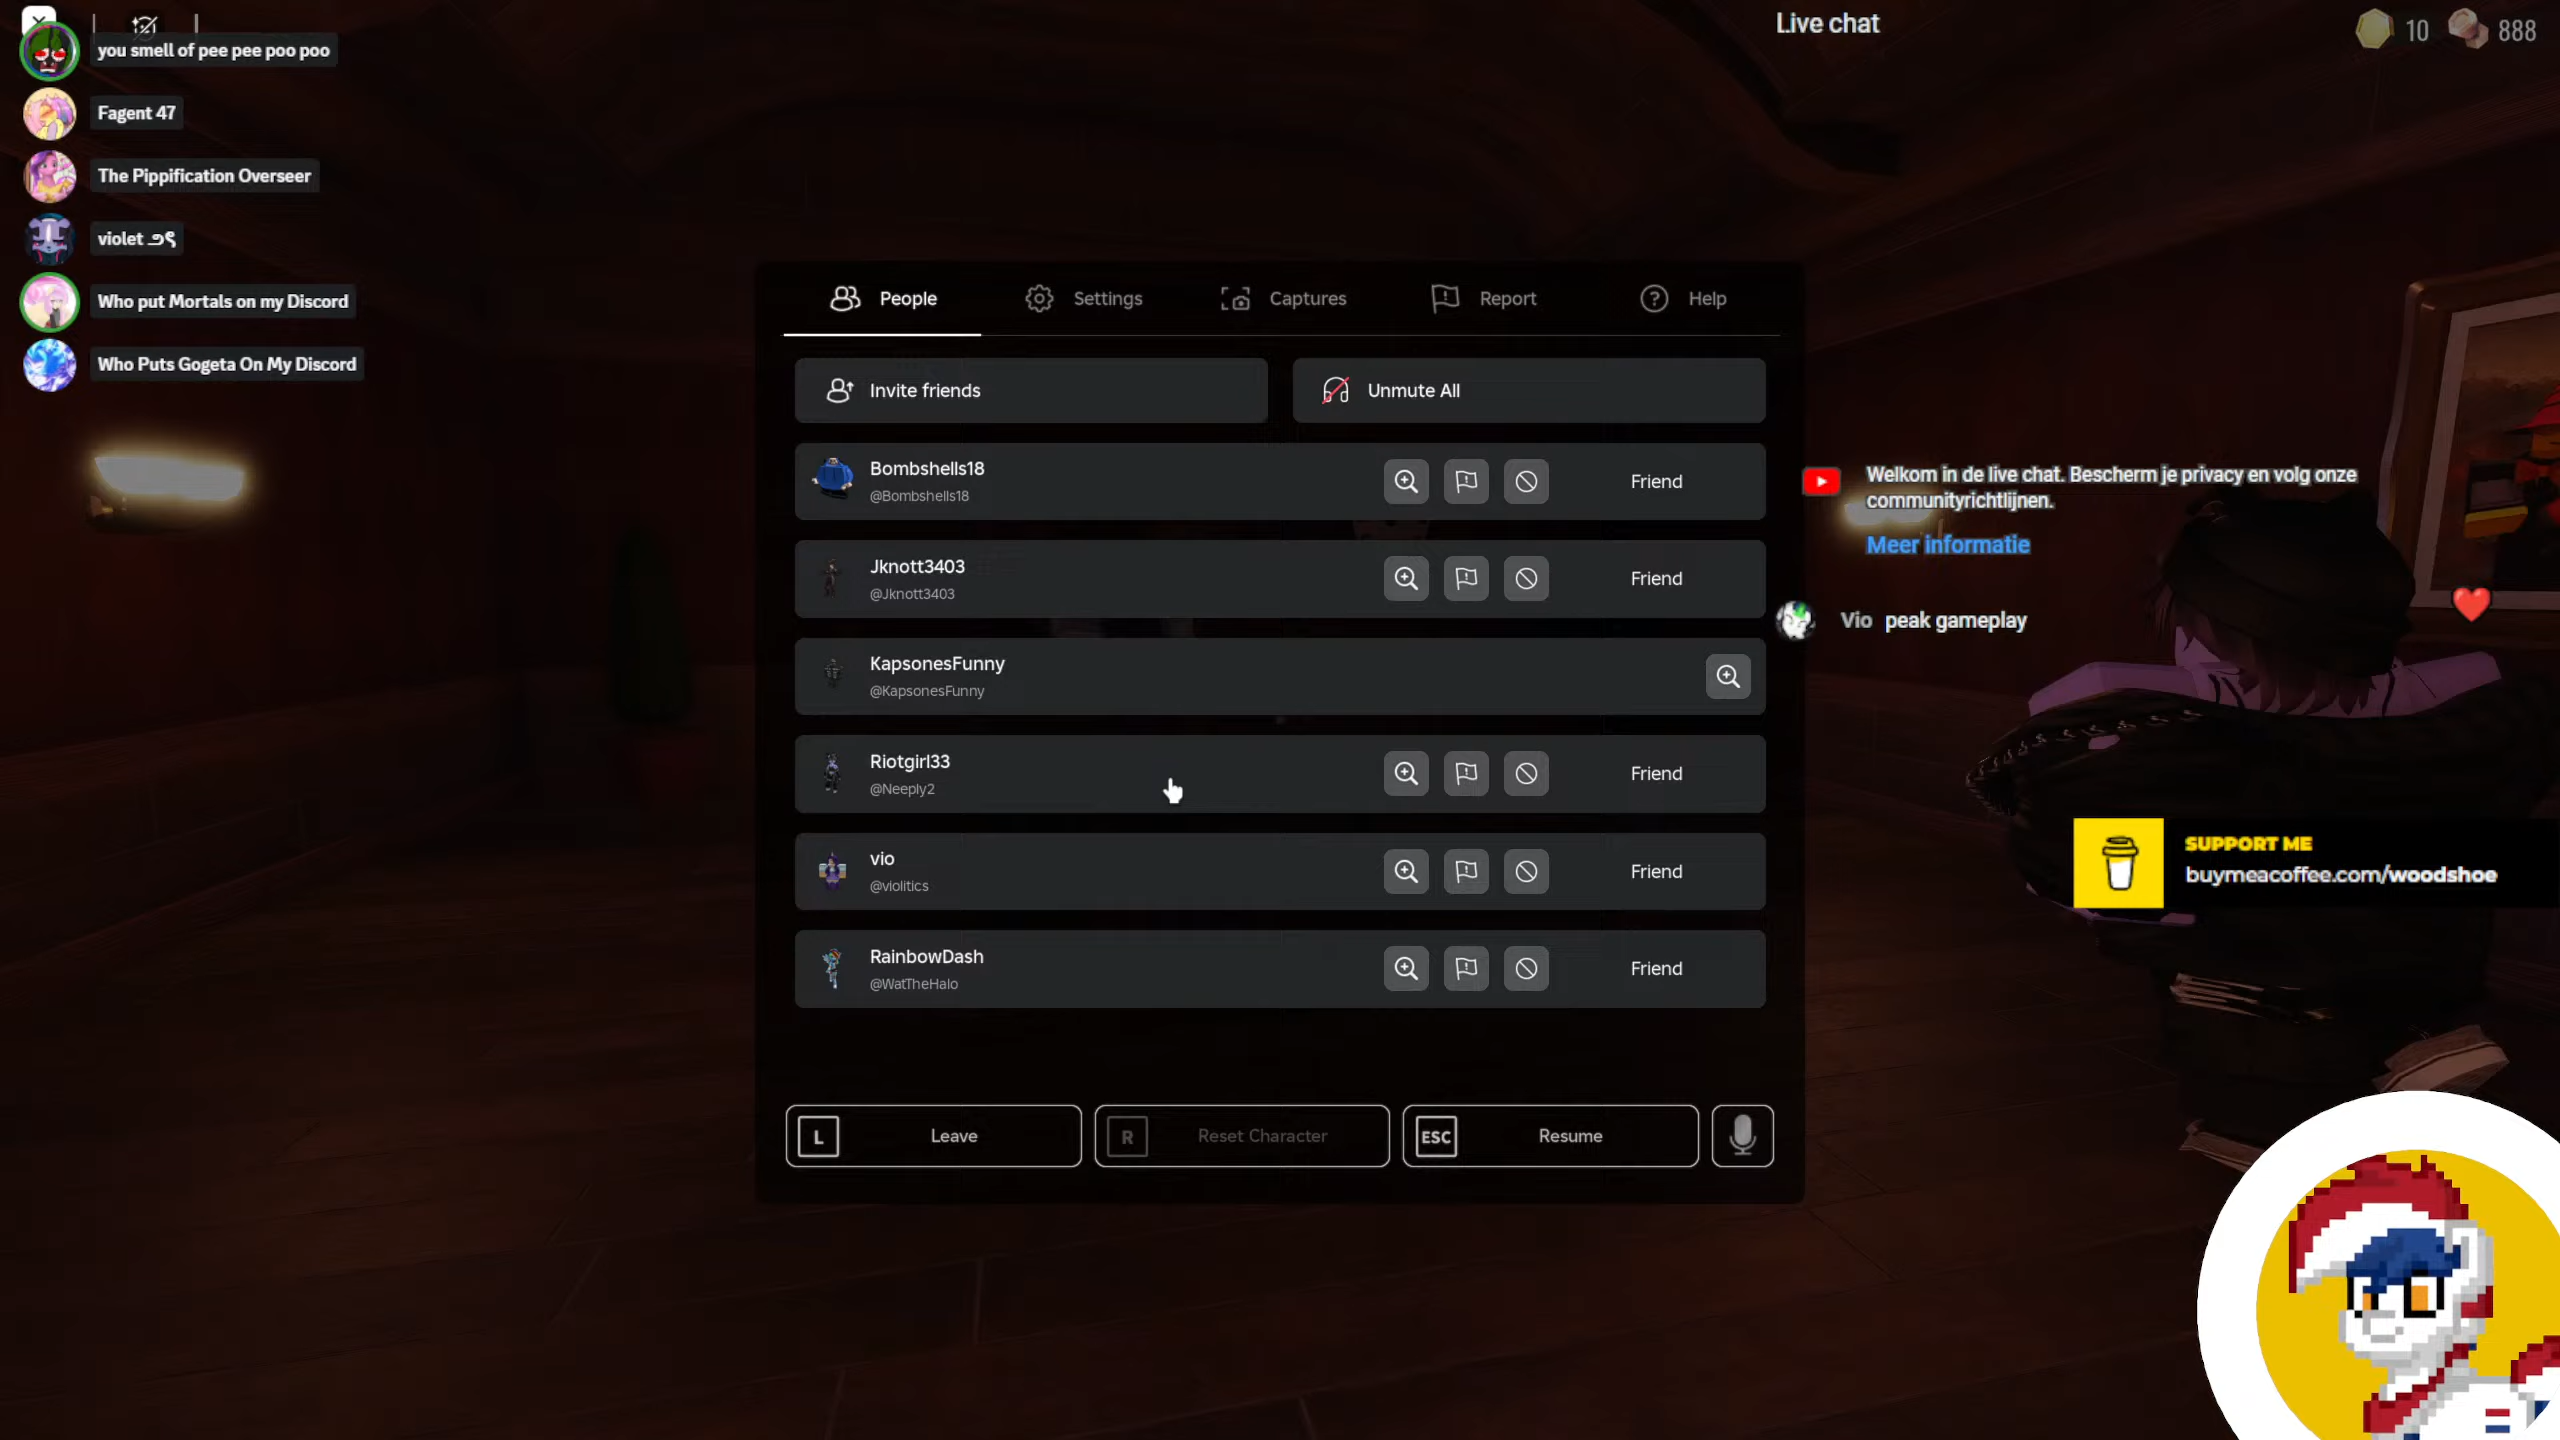 you smell of pee pee poo poo
Fagent 47
The Pippification Overseer
violet
Who put Mortals on my Discord
Who Puts Gogeta On My Discord
Live chat
10
888
People
Settings
Captures
Report
Help
Invite friends
Unmute All
Bombshells18
@Bombshells18
Friend
Jknott3403
@Jknott3403
Friend
KapsonesFunny
@KapsonesFunny
Riotgirl33
@Neeply2
Friend
vio
@violitics
Friend
RainbowDash
@WatTheHalo
Friend
L
Leave
R
Reset Character
ESC
Resume
Welkom in de live chat. Bescherm je privacy en volg onze
communityrichtlijnen.
Meer informatie
Vio peak gameplay
SUPPORT ME
buymeacoffee.com/woodshoe